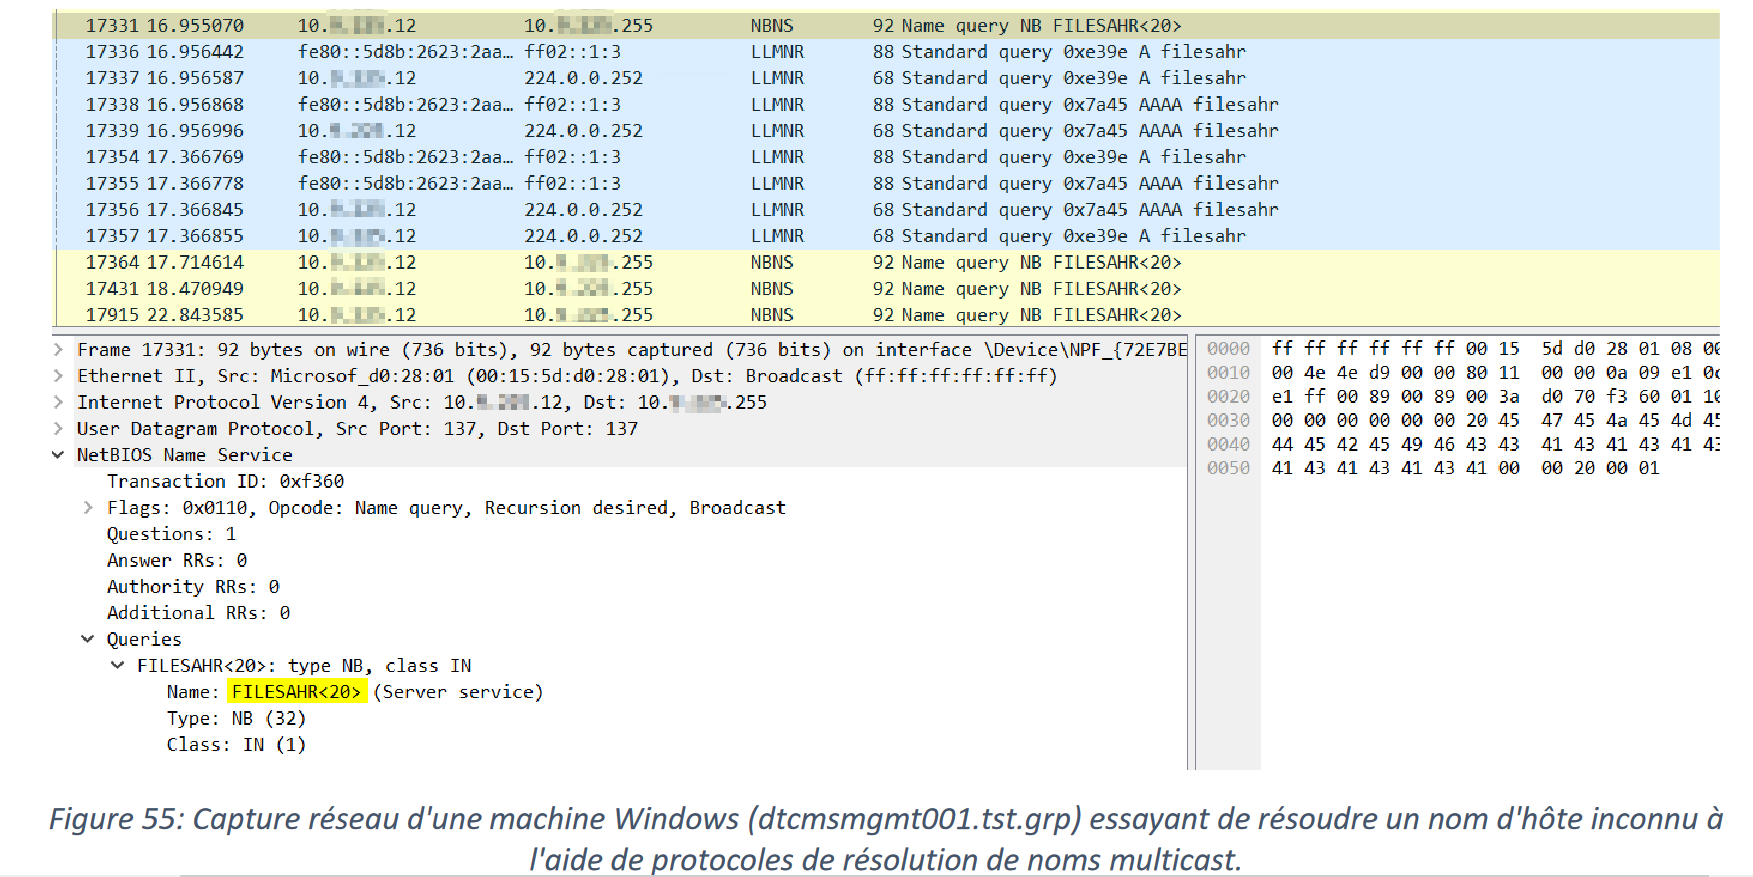 17331 16.955070 10. .12 10. .255 NBNS 92 Name query NB FILESAHR<20>
17336 16.956442 fe80::5d8b:2623:2aa… ff02::1:3 LLMNR 88 Standard query 0xe39e A filesahr
17337 16.956587 10. .12 224.0.0.252 LLMNR 68 Standard query 0xe39e A filesahr
17338 16.956868 fe80::5d8b:2623:2aa… ff02::1:3 LLMNR 88 Standard query 0x7a45 AAAA filesahr
17339 16.956996 10. .12 224.0.0.252 LLMNR 68 Standard query 0x7a45 AAAA filesahr
17354 17.366769 fe80::5d8b:2623:2aa… ff02::1:3 LLMNR 88 Standard query 0xe39e A filesahr
17355 17.366778 fe80::5d8b:2623:2aa… ff02::1:3 LLMNR 88 Standard query 0x7a45 AAAA filesahr
17356 17.366845 10. .12 224.0.0.252 LLMNR 68 Standard query 0x7a45 AAAA filesahr
17357 17.366855 10. .12 224.0.0.252 LLMNR 68 Standard query 0xe39e A filesahr
17364 17.714614 10. .12 10. .255 NBNS 92 Name query NB FILESAHR<20>
17431 18.470949 10. .12 10. .255 NBNS 92 Name query NB FILESAHR<20>
17915 22.843585 10. .12 10. .255 NBNS 92 Name query NB FILESAHR<20>
Frame 17331: 92 bytes on wire (736 bits), 92 bytes captured (736 bits) on interface \Device\NPF_{72E7BE
Ethernet II, Src: Microsof_d0:28:01 (00:15:5d:d0:28:01), Dst: Broadcast (ff:ff:ff:ff:ff:ff)
Internet Protocol Version 4, Src: 10. .12, Dst: 10. .255
User Datagram Protocol, Src Port: 137, Dst Port: 137
NetBIOS Name Service
Transaction ID: 0xf360
Flags: 0x0110, Opcode: Name query, Recursion desired, Broadcast
Questions: 1
Answer RRs: 0
Authority RRs: 0
Additional RRs: 0
Queries
FILESAHR<20>: type NB, class IN
Name: FILESAHR<20> (Server service)
Type: NB (32)
Class: IN (1)
0000 ff ff ff ff ff ff 00 15 5d d0 28 01 08 00
0010 00 4e 4e d9 00 00 80 11 00 00 0a 09 e1 0c
0020 e1 ff 00 89 00 89 00 3a d0 70 f3 60 01 10
0030 00 00 00 00 00 00 20 45 47 45 4a 45 4d 45
0040 44 45 42 45 49 46 43 43 41 43 41 43 41 43
0050 41 43 41 43 41 43 41 00 00 20 00 01
Figure 55: Capture réseau d'une machine Windows (dtcmsmgmt001.tst.grp) essayant de résoudre un nom d'hôte inconnu à
l'aide de protocoles de résolution de noms multicast.